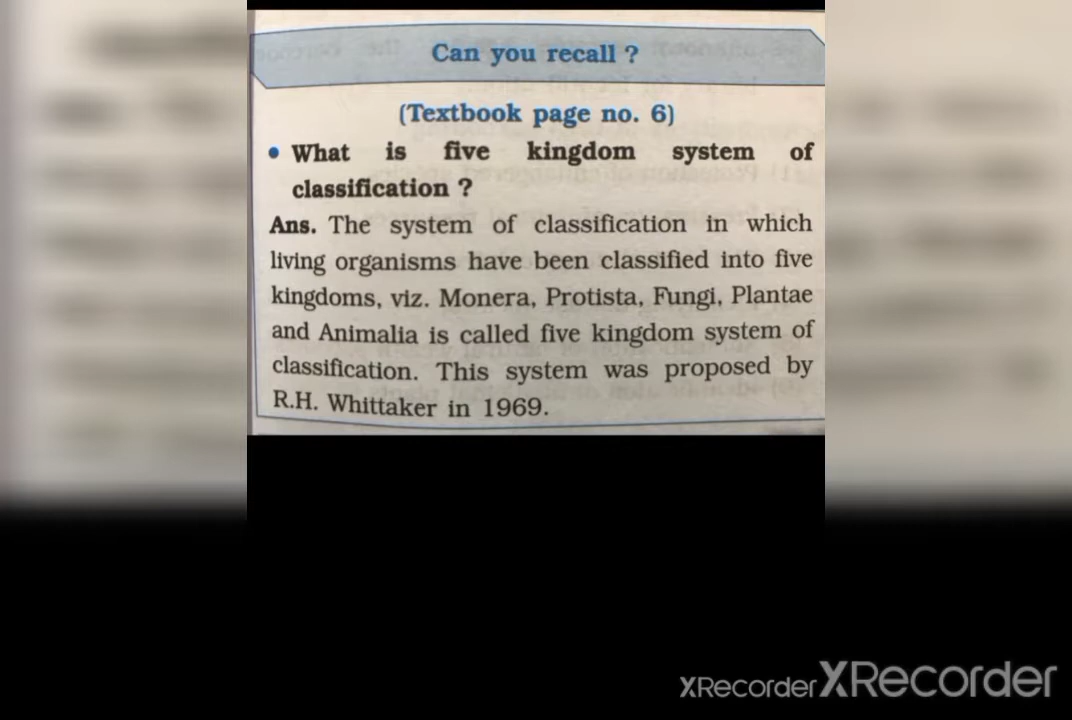 Can you recall ?
(Textbook page no. 6)
• What is five kingdom system of
classification ?
Ans. The system of classification in which
living organisms have been classified into five
kingdoms, viz. Monera, Protista, Fungi, Plantae
and Animalia is called five kingdom system of
classification. This system was proposed by
R.H. Whittaker in 1969.
XRecorder XRecorder